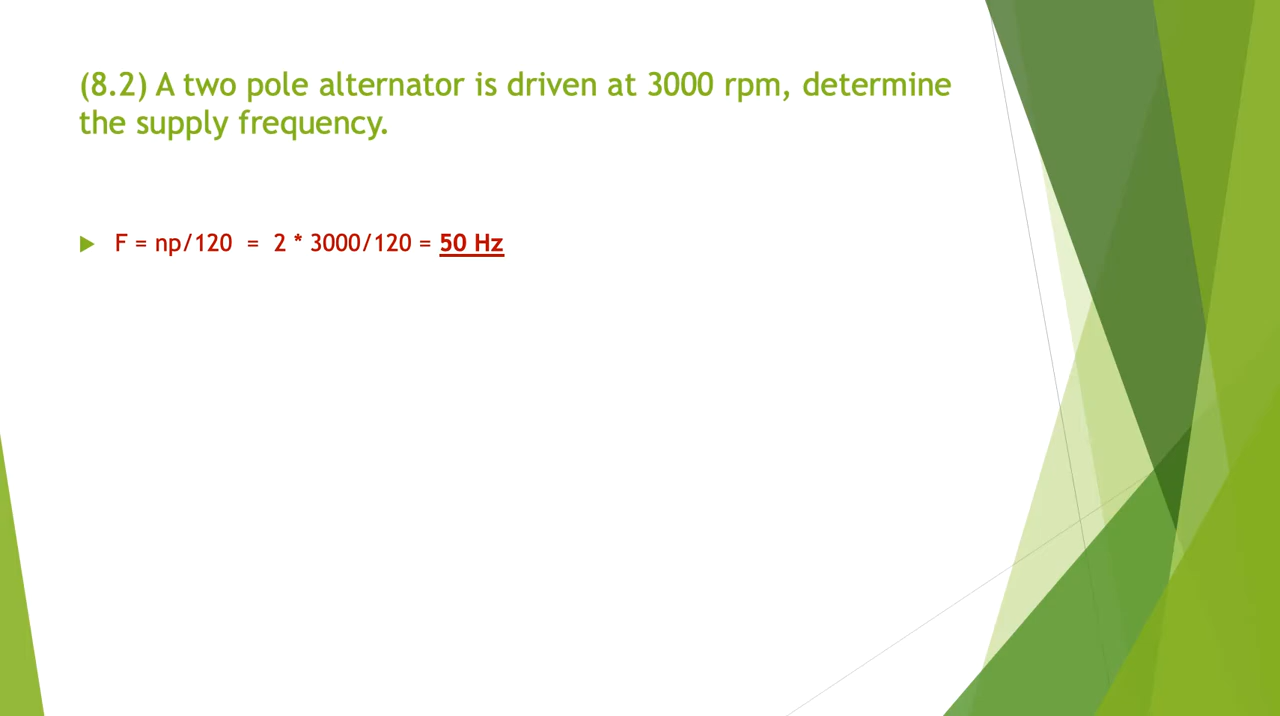 (8.2) A two pole alternator is driven at 3000 rpm, determine
the supply frequency.
F = np/120 = 2 * 3000/120 = 50 Hz